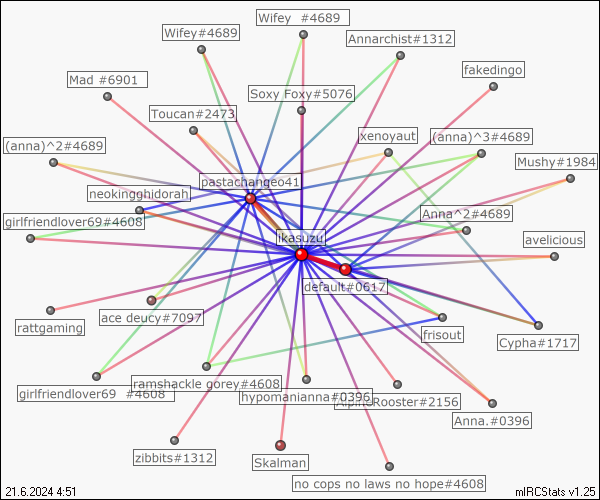 Wifey  #4689
Wifey#4689
Annarchist#1312
fakedingo
Mad #6901
Soxy Foxy#5076
Toucan#2473
xenoyaut
(anna)^3#4689
(anna)^2#4689
Mushy#1984
pastachangeo41
neokingghidorah
Anna^2#4689
girlfriendlover69#4608
ikasuzu
avelicious
default#0617
ace deucy#7097
rattgaming
frisout
Cypha#1717
ramshackle gorey#4608
girlfriendlover69  #4608
hypomanianna#0396
AlpineRooster#2156
Anna.#0396
zibbits#1312
Skalman
no cops no laws no hope#4608
21.6.2024 4:51
mIRCStats v1.25